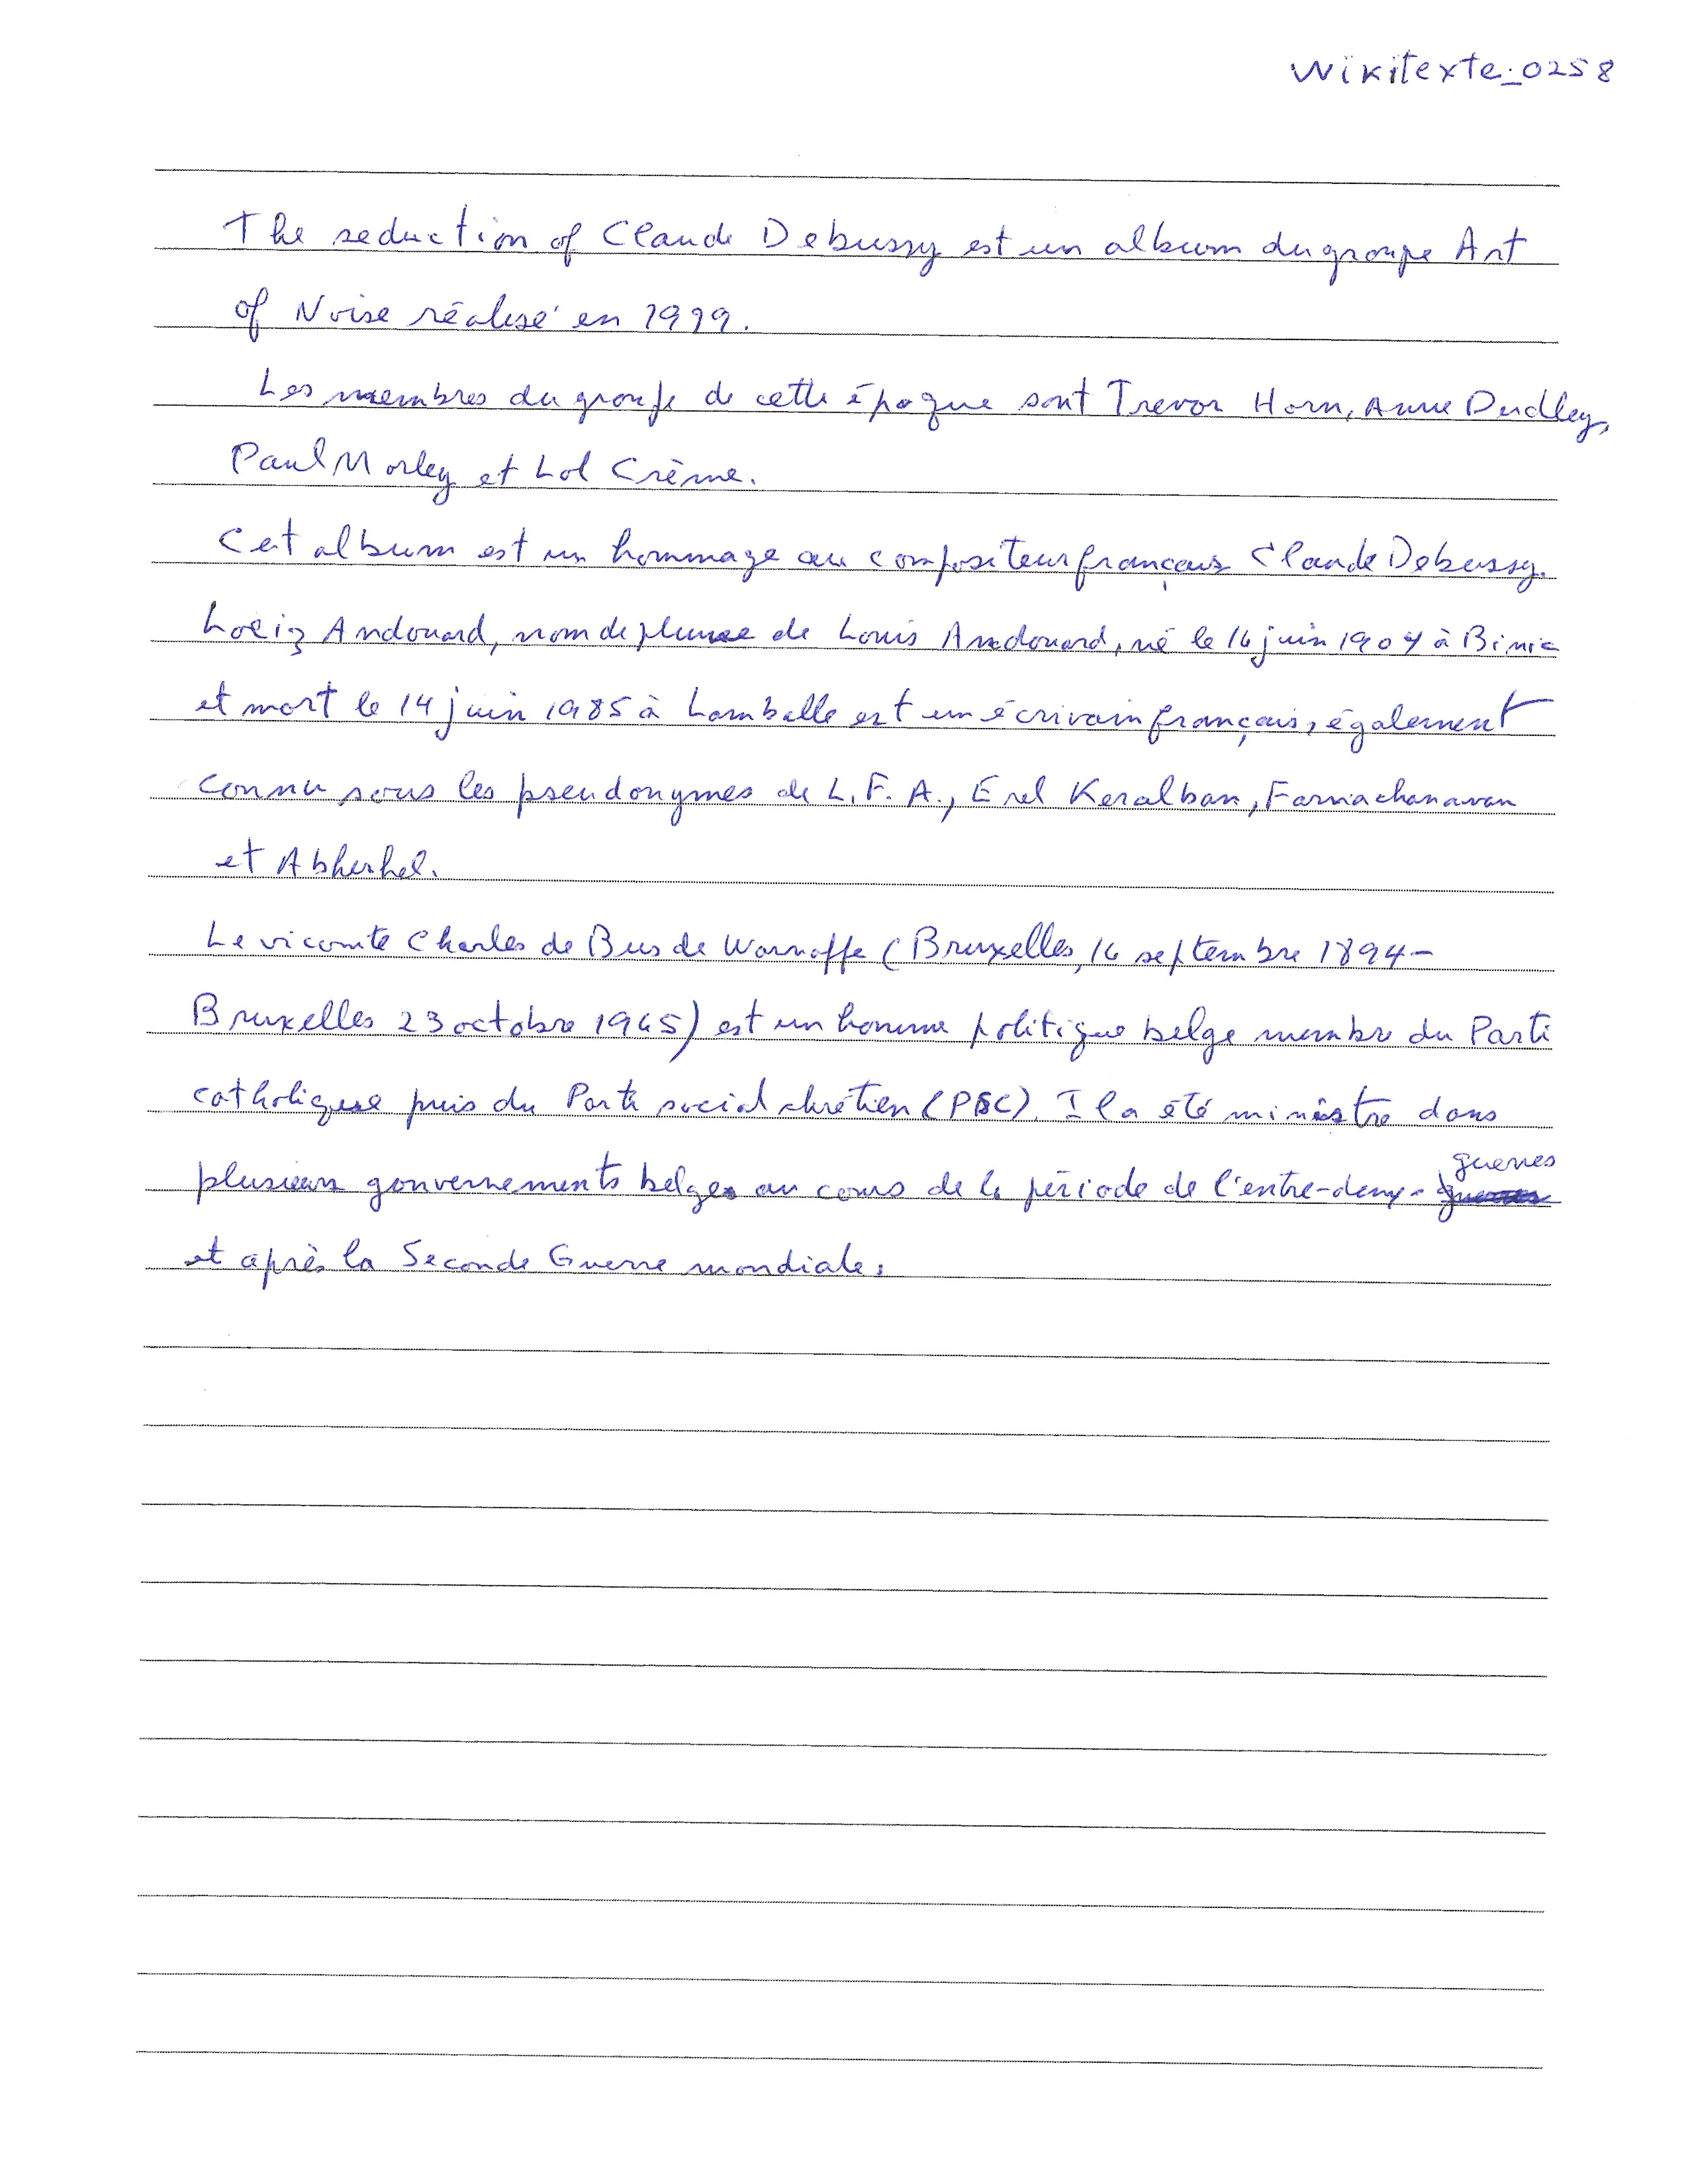 Wikitexte_0258
The seduction of Claude Debussy est un album du groupe Art
of Noise réalisé en 1999.
Les membres du groupe de cette époque sont Trevor Horn, Anne Dudley,
Paul Morley et Lol Crème.
Cet album est un hommage au compositeur français Claude Debussy.
Loeiz Andouard, nom de plume de Louis Andouard, né le 16 juin 1904 à Binic
et mort le 14 juin 1985 à Lamballe est un écrivain français, également
connu sous les pseudonymes de L. F. A., Erel Keralban, Farnachanavan
et Abherhel.
Le vicomte Charles de Bus de Warnaffe (Bruxelles, 16 septembre 1894 -
Bruxelles 23 octobre 1965) est un homme politique belge membre du Parti
catholique puis du Parti social chrétien (PSC). Il a été ministre dans
plusieurs gouvernements belges au cours de la période de l'entre-deux-guerres
et après la Seconde Guerre mondiale.